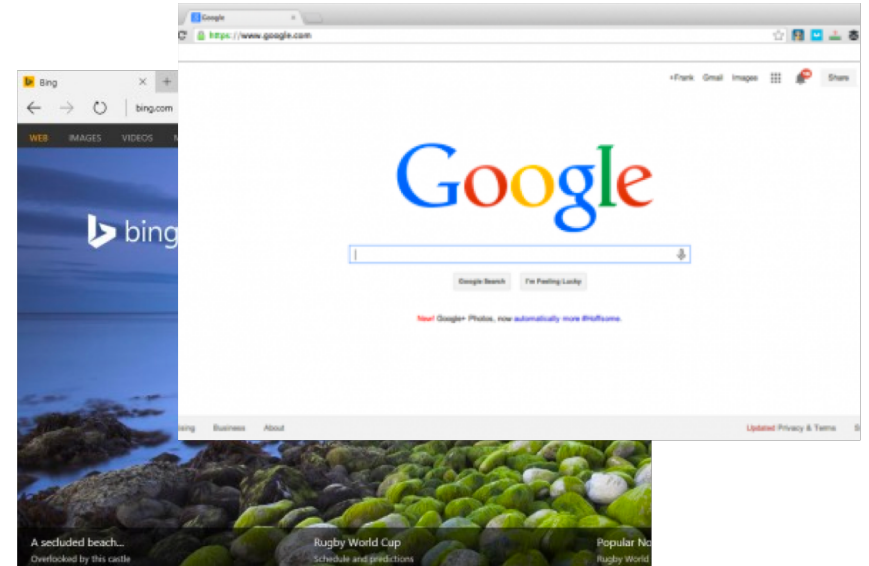 Google
https://www.google.com
+Frank Gmail Images Share
Google
Google Search I'm Feeling Lucky
New! Google+ Photos, now automatically more #Hoffsome.
Business About
Updated Privacy & Terms
Bing
bing.com
WEB IMAGES VIDEOS
bing
A secluded beach...
Overlooked by this castle
Rugby World Cup
Schedule and predictions
Popular No
Rugby World